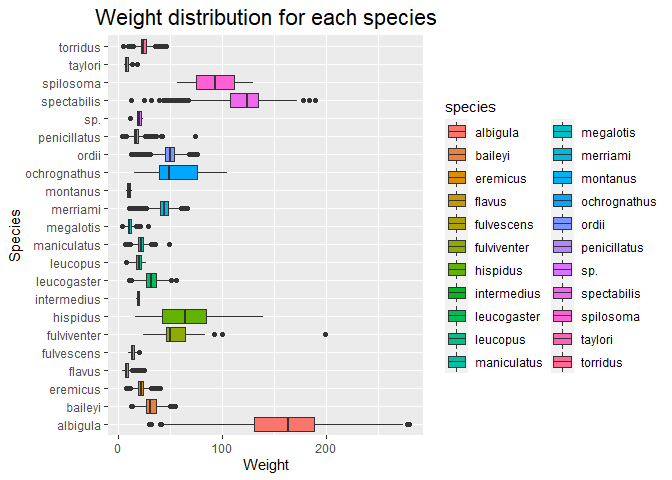 Weight distribution for each species
Species
torridus
taylori
spilosoma
spectabilis
sp.
penicillatus
ordii
ochrognathus
montanus
merriami
megalotis
maniculatus
leucopus
leucogaster
intermedius
hispidus
fulviventer
fulvescens
flavus
eremicus
baileyi
albigula
0 100 200
Weight
species
albigula
baileyi
eremicus
flavus
fulvescens
fulviventer
hispidus
intermedius
leucogaster
leucopus
maniculatus
megalotis
merriami
montanus
ochrognathus
ordii
penicillatus
sp.
spectabilis
spilosoma
taylori
torridus